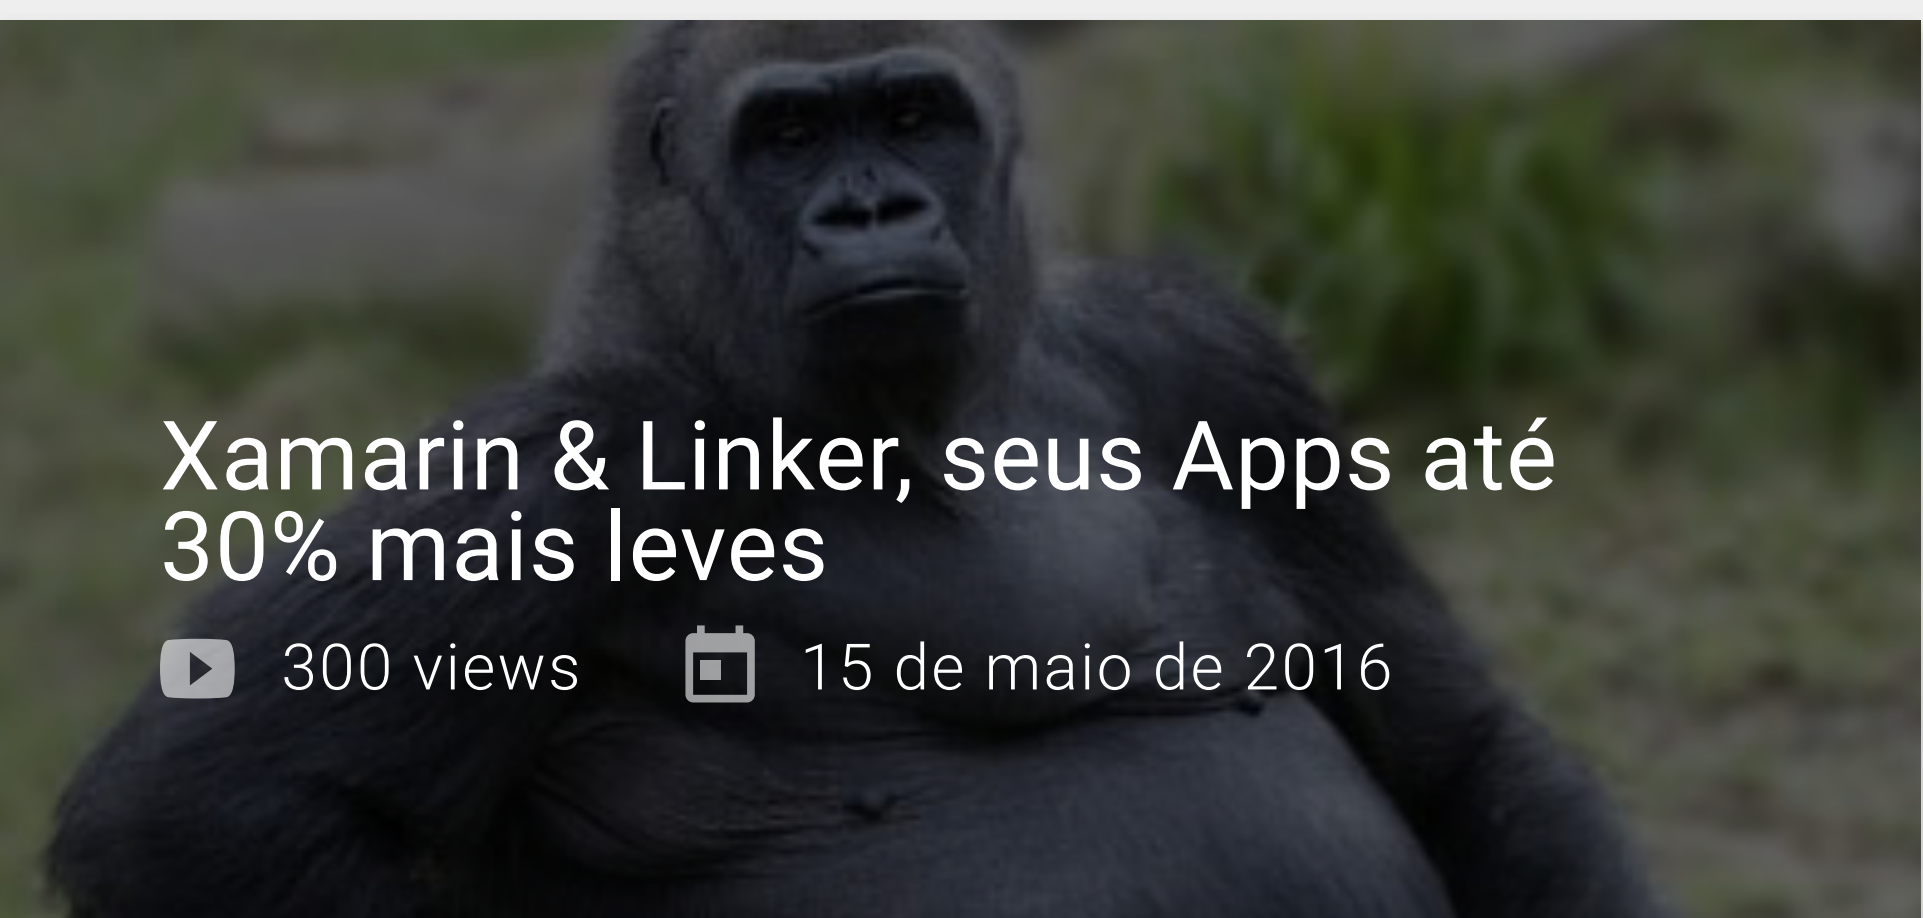 Xamarin & Linker, seus Apps até
30% mais leves
300 views 15 de maio de 2016